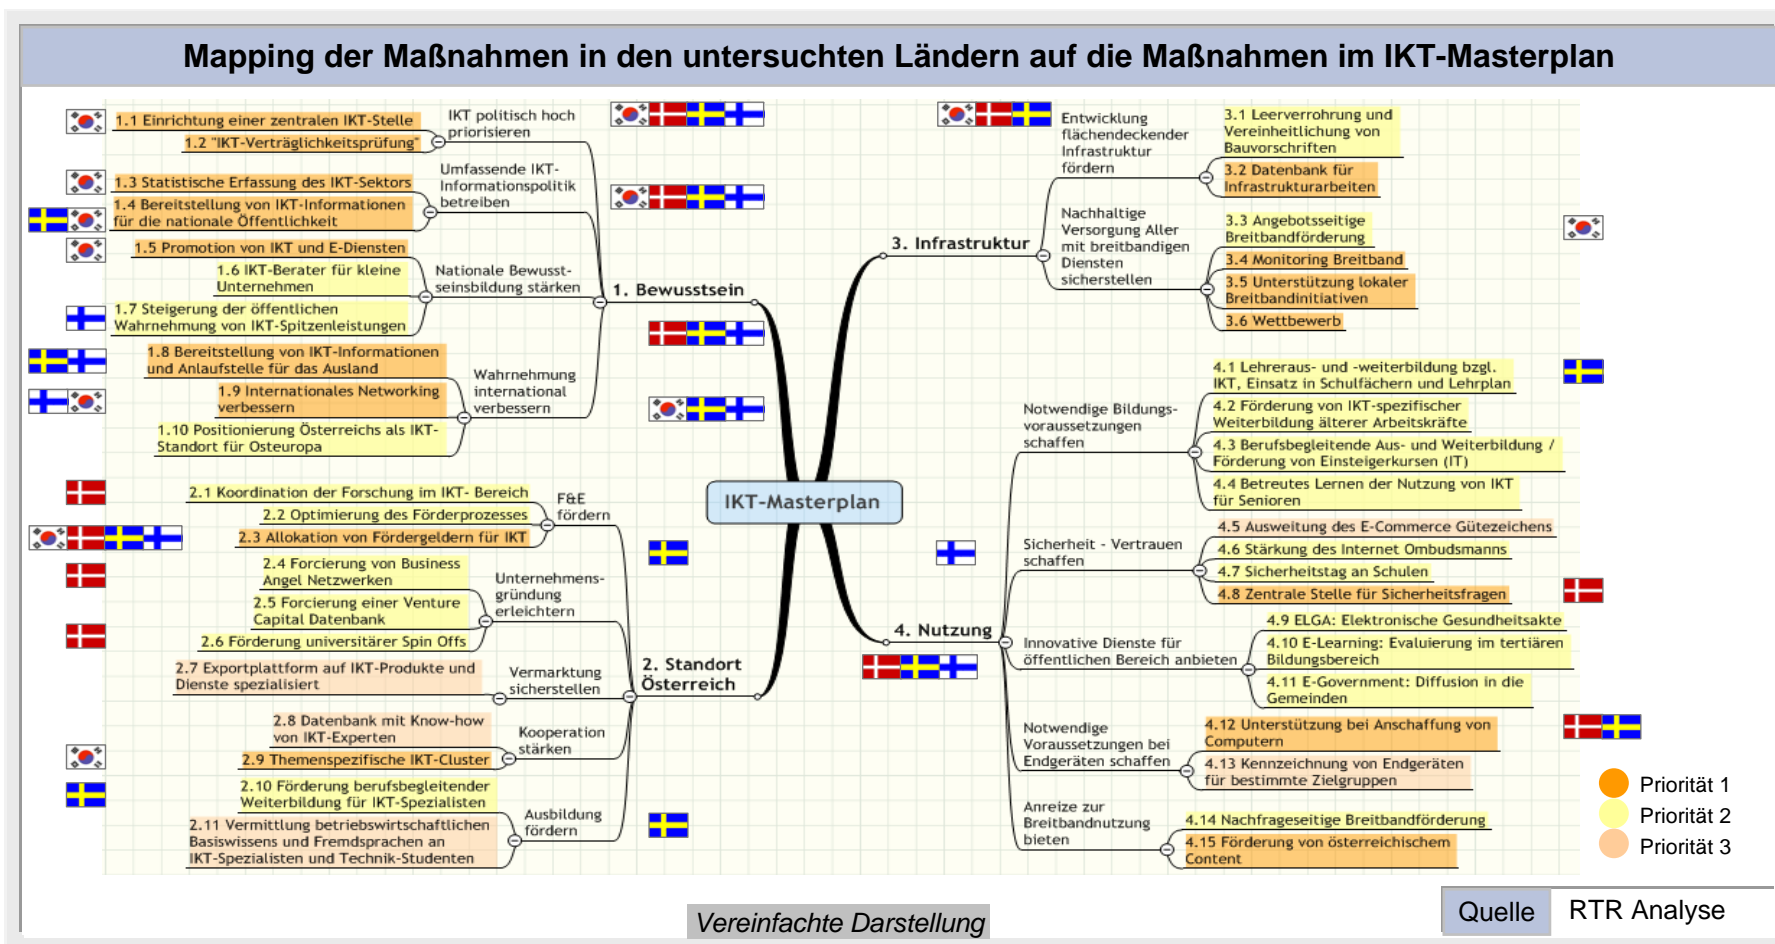 Mapping der Maßnahmen in den untersuchten Ländern auf die Maßnahmen im IKT-Masterplan
1.1 Einrichtung einer zentralen IKT-Stelle
1.2 "IKT-Verträglichkeitsprüfung"
IKT politisch hoch
priorisieren
1.3 Statistische Erfassung des IKT-Sektors
1.4 Bereitstellung von IKT-Informationen
für die nationale Öffentlichkeit
Umfassende IKT-
Informationspolitik
betreiben
1.5 Promotion von IKT und E-Diensten
1.6 IKT-Berater für kleine
Unternehmen
1.7 Steigerung der öffentlichen
Wahrnehmung von IKT-Spitzenleistungen
Nationale Bewusst-
seinsbildung stärken
1. Bewusstsein
1.8 Bereitstellung von IKT-Informationen
und Anlaufstelle für das Ausland
1.9 Internationales Networking
verbessern
1.10 Positionierung Österreichs als IKT-
Standort für Osteuropa
Wahrnehmung
international
verbessern
2.1 Koordination der Forschung im IKT- Bereich
2.2 Optimierung des Förderprozesses
2.3 Allokation von Fördergeldern für IKT
F&E
fördern
2.4 Forcierung von Business
Angel Netzwerken
2.5 Forcierung einer Venture
Capital Datenbank
2.6 Förderung universitärer Spin Offs
Unternehmens-
gründung
erleichtern
2.7 Exportplattform auf IKT-Produkte und
Dienste spezialisiert
Vermarktung
sicherstellen
2. Standort
Österreich
2.8 Datenbank mit Know-how
von IKT-Experten
2.9 Themenspezifische IKT-Cluster
Kooperation
stärken
2.10 Förderung berufsbegleitender
Weiterbildung für IKT-Spezialisten
2.11 Vermittlung betriebswirtschaftlichen
Basiswissens und Fremdsprachen an
IKT-Spezialisten und Technik-Studenten
Ausbildung
fördern
IKT-Masterplan
3. Infrastruktur
Entwicklung
flächendeckender
Infrastruktur
fördern
3.1 Leerverrohrung und
Vereinheitlichung von
Bauvorschriften
3.2 Datenbank für
Infrastrukturarbeiten
Nachhaltige
Versorgung Aller
mit breitbandigen
Diensten
sicherstellen
3.3 Angebotsseitige
Breitbandförderung
3.4 Monitoring Breitband
3.5 Unterstützung lokaler
Breitbandinitiativen
3.6 Wettbewerb
4. Nutzung
Notwendige Bildungs-
voraussetzungen
schaffen
4.1 Lehreraus- und -weiterbildung bzgl.
IKT, Einsatz in Schulfächern und Lehrplan
4.2 Förderung von IKT-spezifischer
Weiterbildung älterer Arbeitskräfte
4.3 Berufsbegleitende Aus- und Weiterbildung /
Förderung von Einsteigerkursen (IT)
4.4 Betreutes Lernen der Nutzung von IKT
für Senioren
Sicherheit - Vertrauen
schaffen
4.5 Ausweitung des E-Commerce Gütezeichens
4.6 Stärkung des Internet Ombudsmanns
4.7 Sicherheitstag an Schulen
4.8 Zentrale Stelle für Sicherheitsfragen
Innovative Dienste für
öffentlichen Bereich anbieten
4.9 ELGA: Elektronische Gesundheitsakte
4.10 E-Learning: Evaluierung im tertiären
Bildungsbereich
4.11 E-Government: Diffusion in die
Gemeinden
Notwendige
Voraussetzungen bei
Endgeräten schaffen
4.12 Unterstützung bei Anschaffung von
Computern
4.13 Kennzeichnung von Endgeräten
für bestimmte Zielgruppen
Anreize zur
Breitbandnutzung
bieten
4.14 Nachfrageseitige Breitbandförderung
4.15 Förderung von österreichischem
Content
Priorität 1
Priorität 2
Priorität 3
Vereinfachte Darstellung
Quelle
RTR Analyse